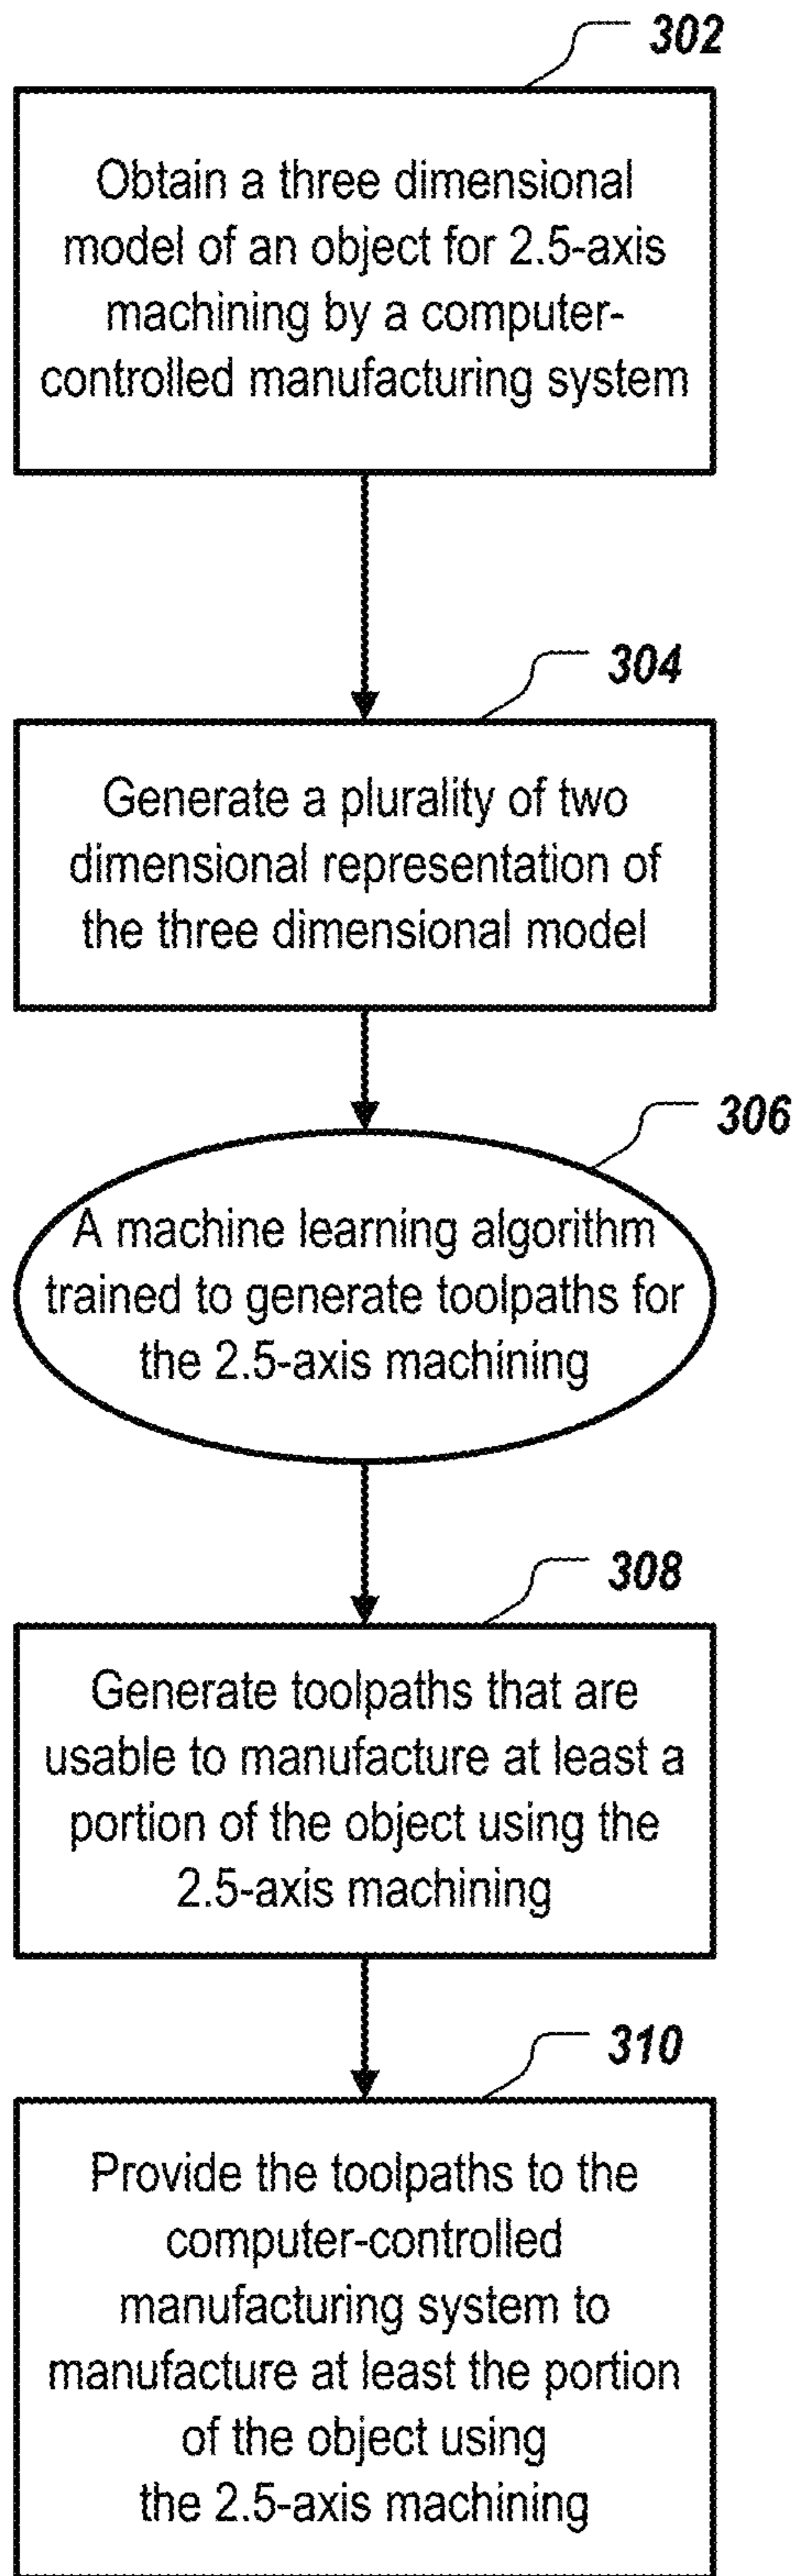 302
Obtain a three dimensional
model of an object for 2.5-axis
machining by a computer-
controlled manufacturing system
304
Generate a plurality of two
dimensional representation of
the three dimensional model
306
A machine learning algorithm
trained to generate toolpaths for
the 2.5-axis machining
308
Generate toolpaths that are
usable to manufacture at least a
portion of the object using the
2.5-axis machining
310
Provide the toolpaths to the
computer-controlled
manufacturing system to
manufacture at least the portion
of the object using
the 2.5-axis machining